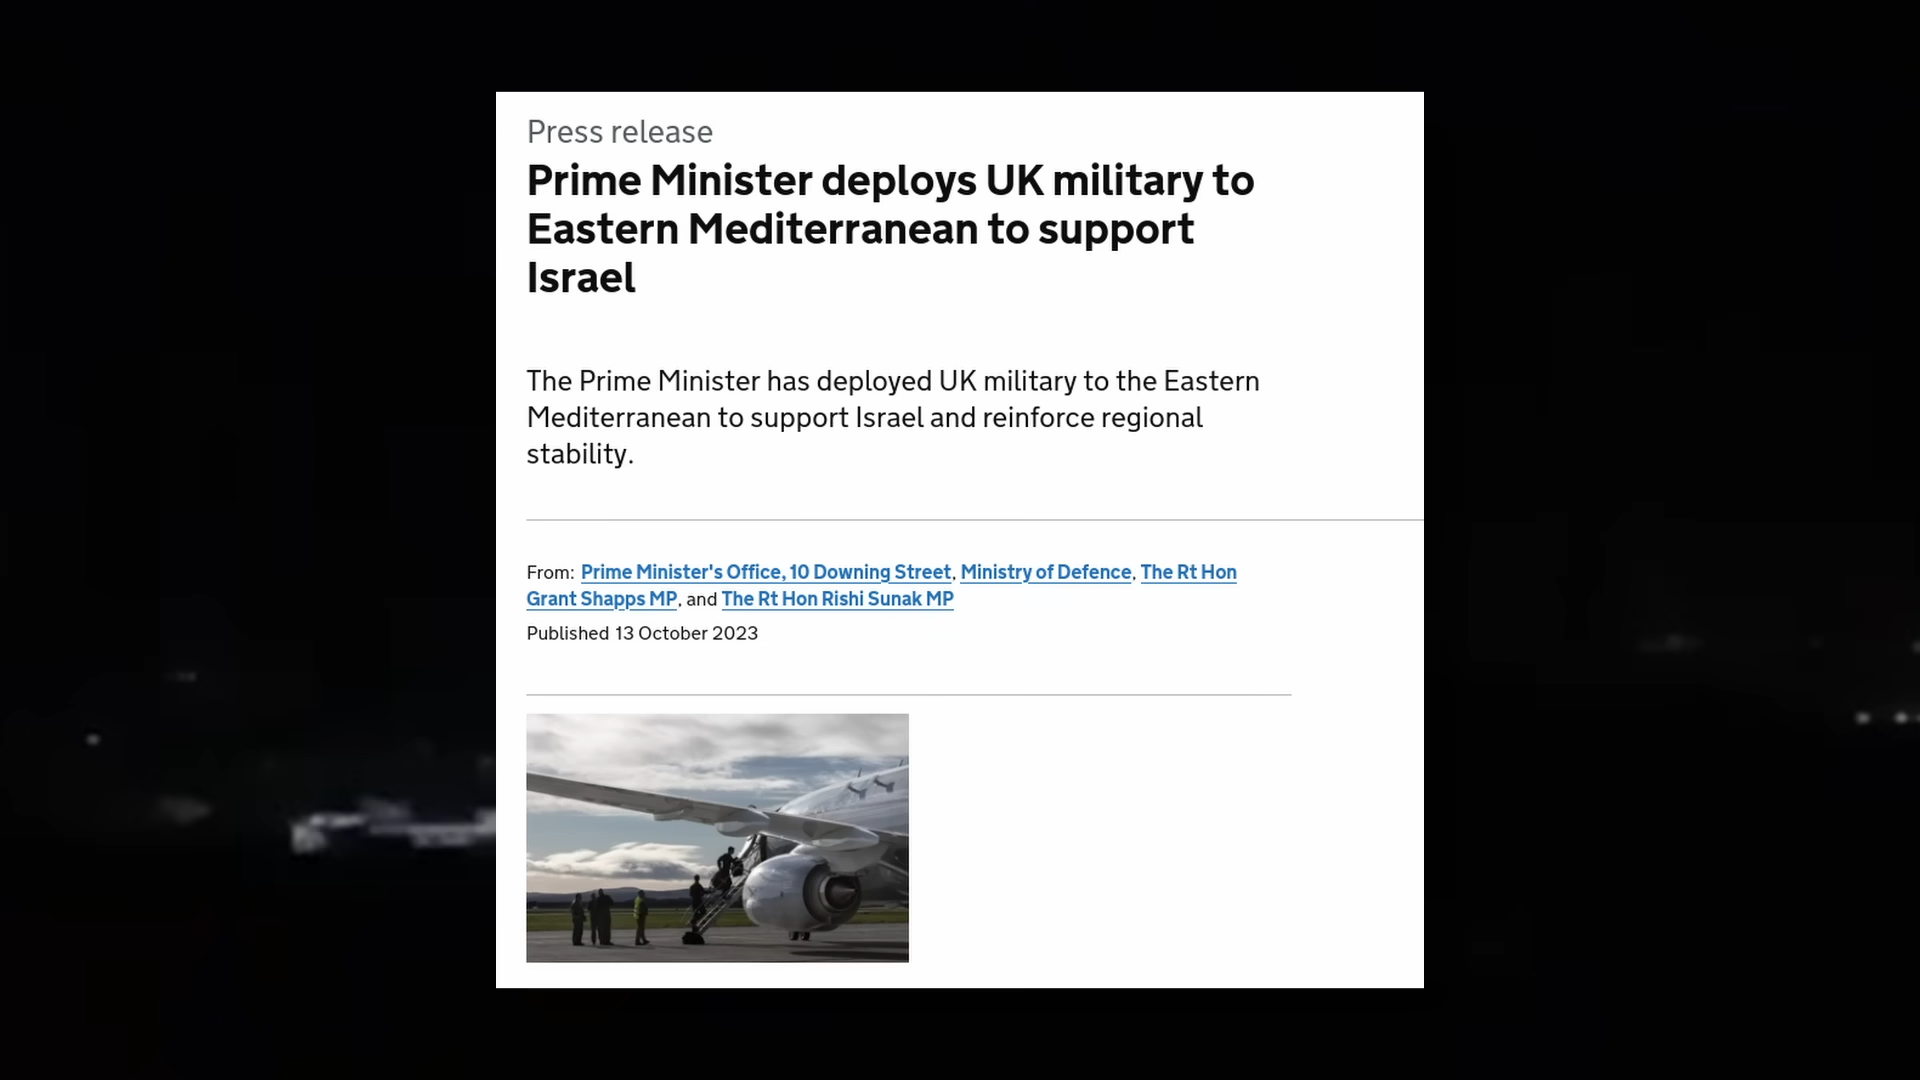 Press release
Prime Minister deploys UK military to
Eastern Mediterranean to support
Israel
The Prime Minister has deployed UK military to the Eastern
Mediterranean to support Israel and reinforce regional
stability.
From: Prime Minister's Office, 10 Downing Street, Ministry of Defence, The Rt Hon
Grant Shapps MP, and The Rt Hon Rishi Sunak MP
Published 13 October 2023